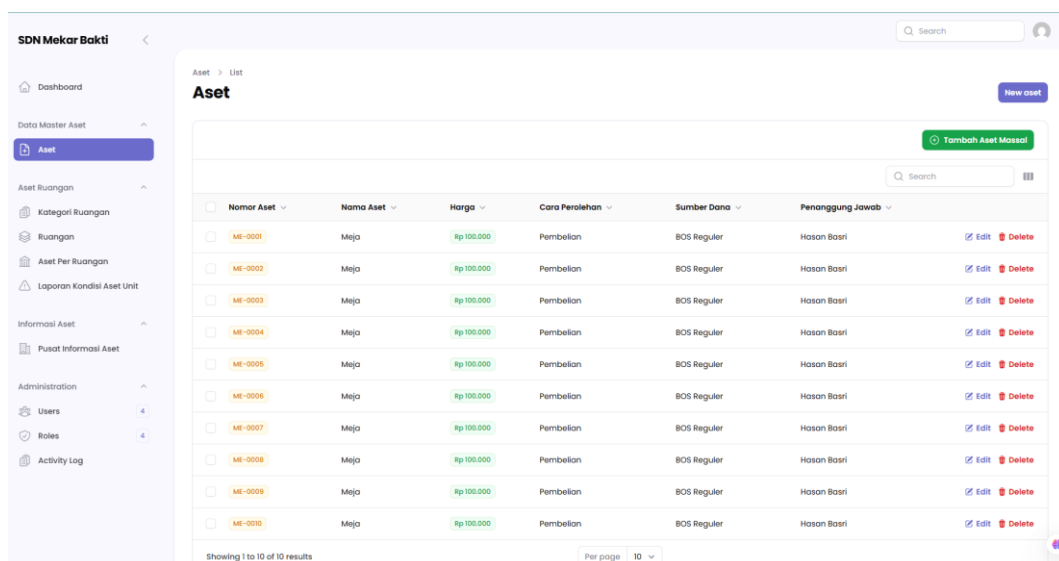 SDN Mekar Bakti
Search
Dashboard
Data Master Aset
Aset
Aset Ruangan
Kategori Ruangan
Ruangan
Aset Per Ruangan
Laporan Kondisi Aset Unit
Informasi Aset
Pusat Informasi Aset
Administration
Users 4
Roles 4
Activity Log
Aset > List
Aset
New aset
Tambah Aset Massal
Search
Nomor Aset Nama Aset Harga Cara Perolehan Sumber Dana Penanggung Jawab
ME-0001 Meja Rp 100.000 Pembelian BOS Reguler Hasan Basri Edit Delete
ME-0002 Meja Rp 100.000 Pembelian BOS Reguler Hasan Basri Edit Delete
ME-0003 Meja Rp 100.000 Pembelian BOS Reguler Hasan Basri Edit Delete
ME-0004 Meja Rp 100.000 Pembelian BOS Reguler Hasan Basri Edit Delete
ME-0005 Meja Rp 100.000 Pembelian BOS Reguler Hasan Basri Edit Delete
ME-0006 Meja Rp 100.000 Pembelian BOS Reguler Hasan Basri Edit Delete
ME-0007 Meja Rp 100.000 Pembelian BOS Reguler Hasan Basri Edit Delete
ME-0008 Meja Rp 100.000 Pembelian BOS Reguler Hasan Basri Edit Delete
ME-0009 Meja Rp 100.000 Pembelian BOS Reguler Hasan Basri Edit Delete
ME-0010 Meja Rp 100.000 Pembelian BOS Reguler Hasan Basri Edit Delete
Showing 1 to 10 of 10 results
Per page 10